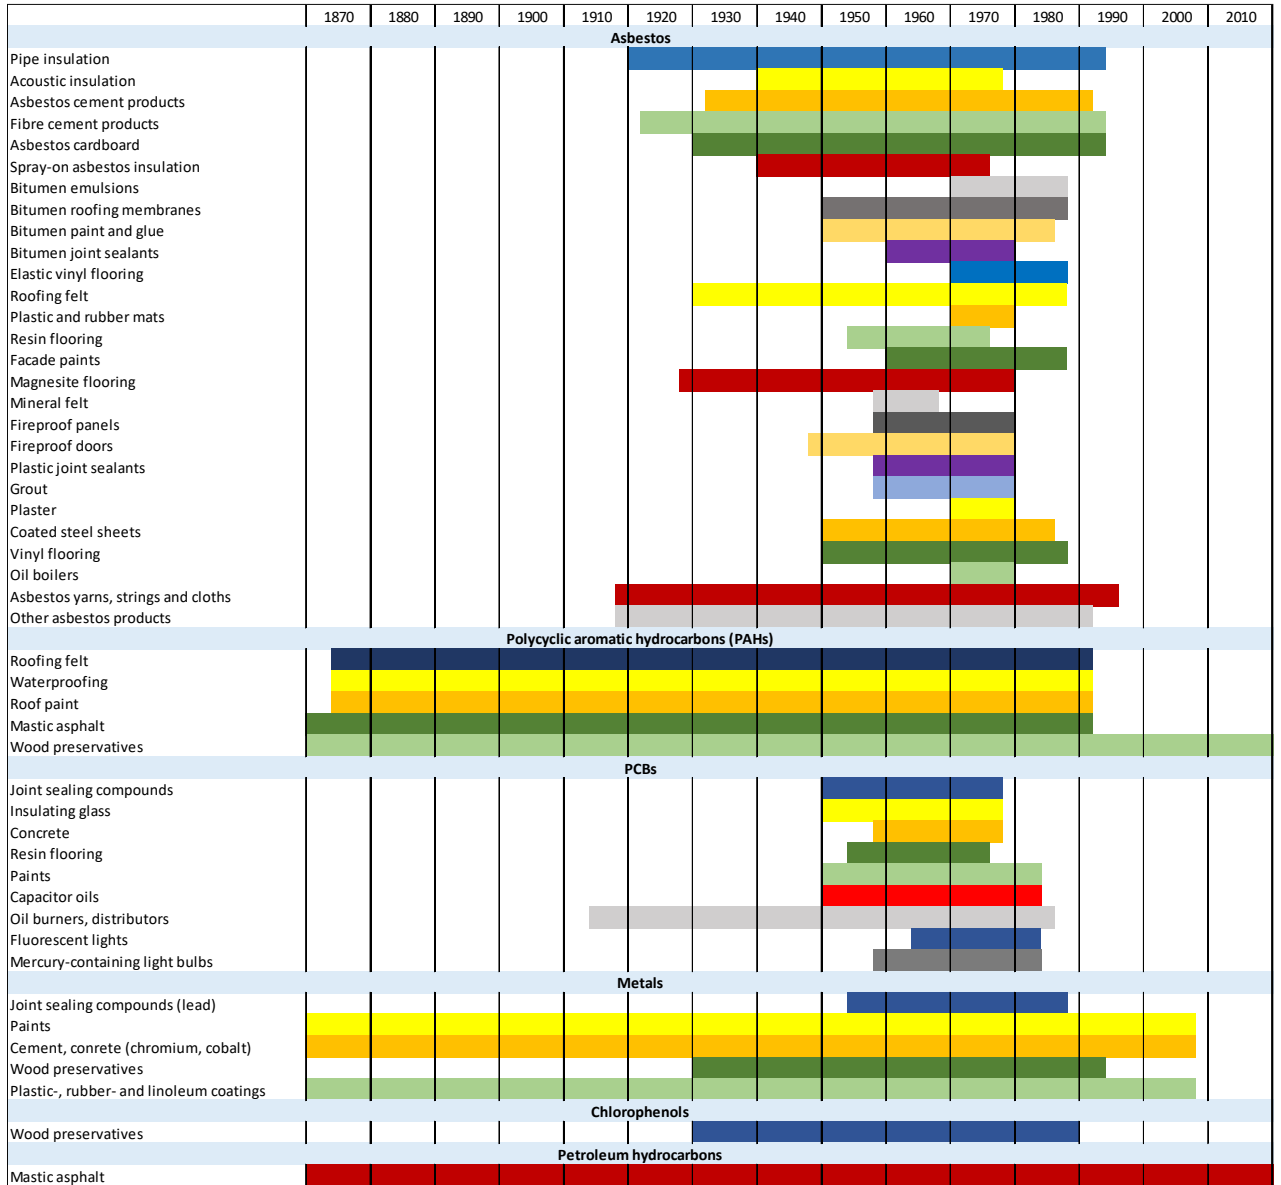 1870 1880 1890 1900 1910 1920 1930 1940 1950 1960 1970 1980 1990 2000 2010
Asbestos
Pipe insulation
Acoustic insulation
Asbestos cement products
Fibre cement products
Asbestos cardboard
Spray-on asbestos insulation
Bitumen emulsions
Bitumen roofing membranes
Bitumen paint and glue
Bitumen joint sealants
Elastic vinyl flooring
Roofing felt
Plastic and rubber mats
Resin flooring
Facade paints
Magnesite flooring
Mineral felt
Fireproof panels
Fireproof doors
Plastic joint sealants
Grout
Plaster
Coated steel sheets
Vinyl flooring
Oil boilers
Asbestos yarns, strings and cloths
Other asbestos products
Polycyclic aromatic hydrocarbons (PAHs)
Roofing felt
Waterproofing
Roof paint
Mastic asphalt
Wood preservatives
PCBs
Joint sealing compounds
Insulating glass
Concrete
Resin flooring
Paints
Capacitor oils
Oil burners, distributors
Fluorescent lights
Mercury-containing light bulbs
Metals
Joint sealing compounds (lead)
Paints
Cement, conrete (chromium, cobalt)
Wood preservatives
Plastic-, rubber- and linoleum coatings
Chlorophenols
Wood preservatives
Petroleum hydrocarbons
Mastic asphalt